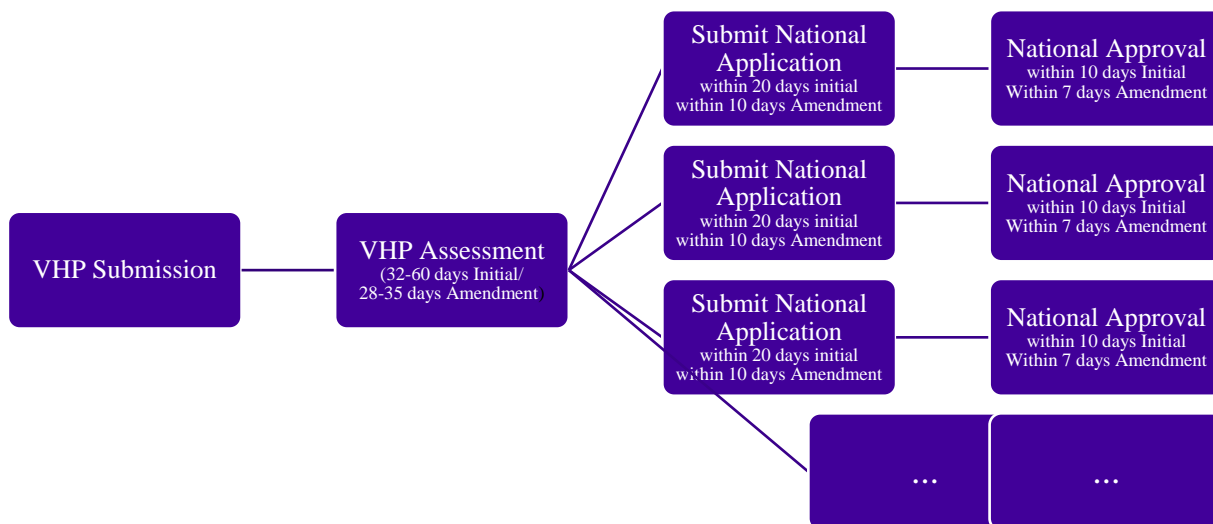 VHP Submission
VHP Assessment
(32-60 days Initial/
28-35 days Amendment)
Submit National
Application
within 20 days initial
within 10 days Amendment
National Approval
within 10 days Initial
Within 7 days Amendment
Submit National
Application
within 20 days initial
within 10 days Amendment
National Approval
within 10 days Initial
Within 7 days Amendment
Submit National
Application
within 20 days initial
within 10 days Amendment
National Approval
within 10 days Initial
Within 7 days Amendment
...
...